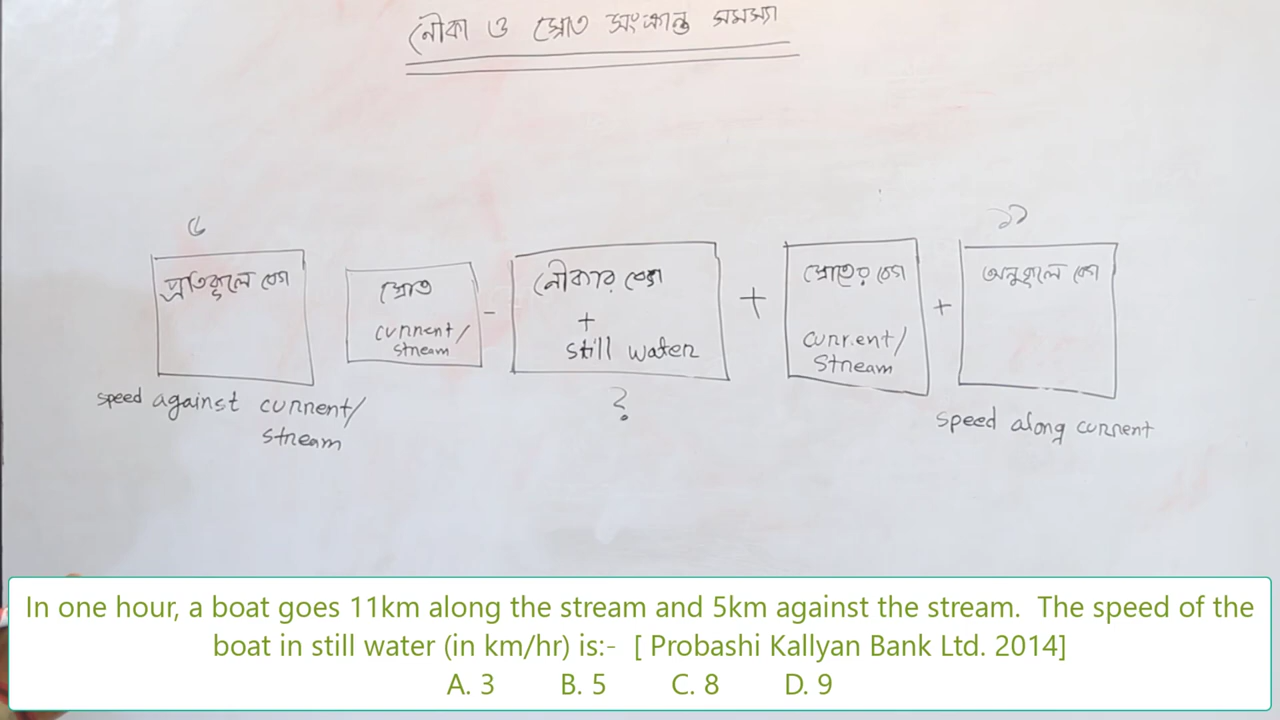 নৌকা ও স্রোত সংক্রান্ত সমস্যা
৫
১১
প্রতিকূলে বেগ
স্রোত
current/
stream
-
নৌকার বেগ
+
still water
+
স্রোতের বেগ
current/
stream
+
অনুকূলে বেগ
speed against current/
stream
?
speed along current
In one hour, a boat goes 11km along the stream and 5km against the stream. The speed of the
boat in still water (in km/hr) is:- [ Probashi Kallyan Bank Ltd. 2014]
A. 3 B. 5 C. 8 D. 9